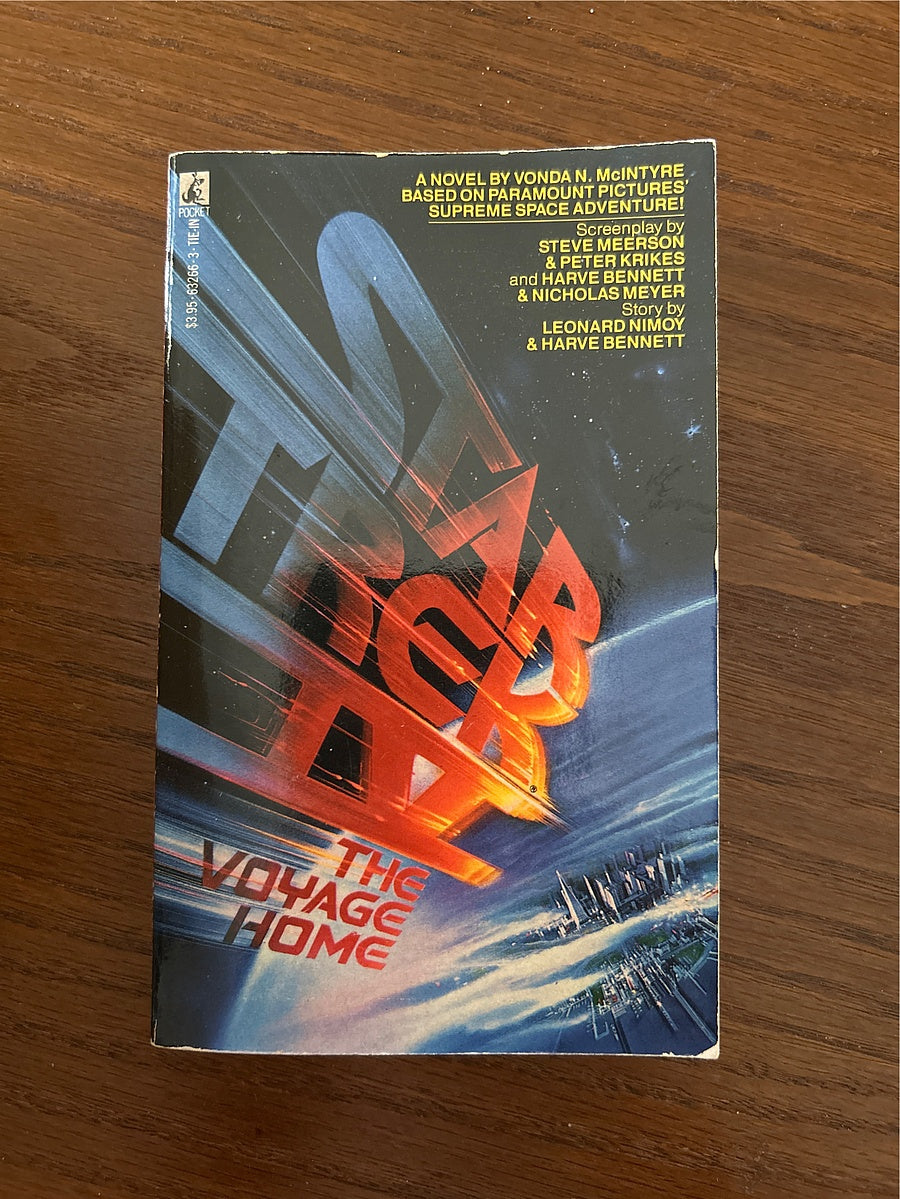 POCKET
$3.95 · 63266-3 · TIE-IN
A NOVEL BY VONDA N. McINTYRE
BASED ON PARAMOUNT PICTURES'
SUPREME SPACE ADVENTURE!
Screenplay by
STEVE MEERSON
& PETER KRIKES
and HARVE BENNETT
& NICHOLAS MEYER
Story by
LEONARD NIMOY
& HARVE BENNETT
STAR
TREK
IV
®
THE
VOYAGE
HOME